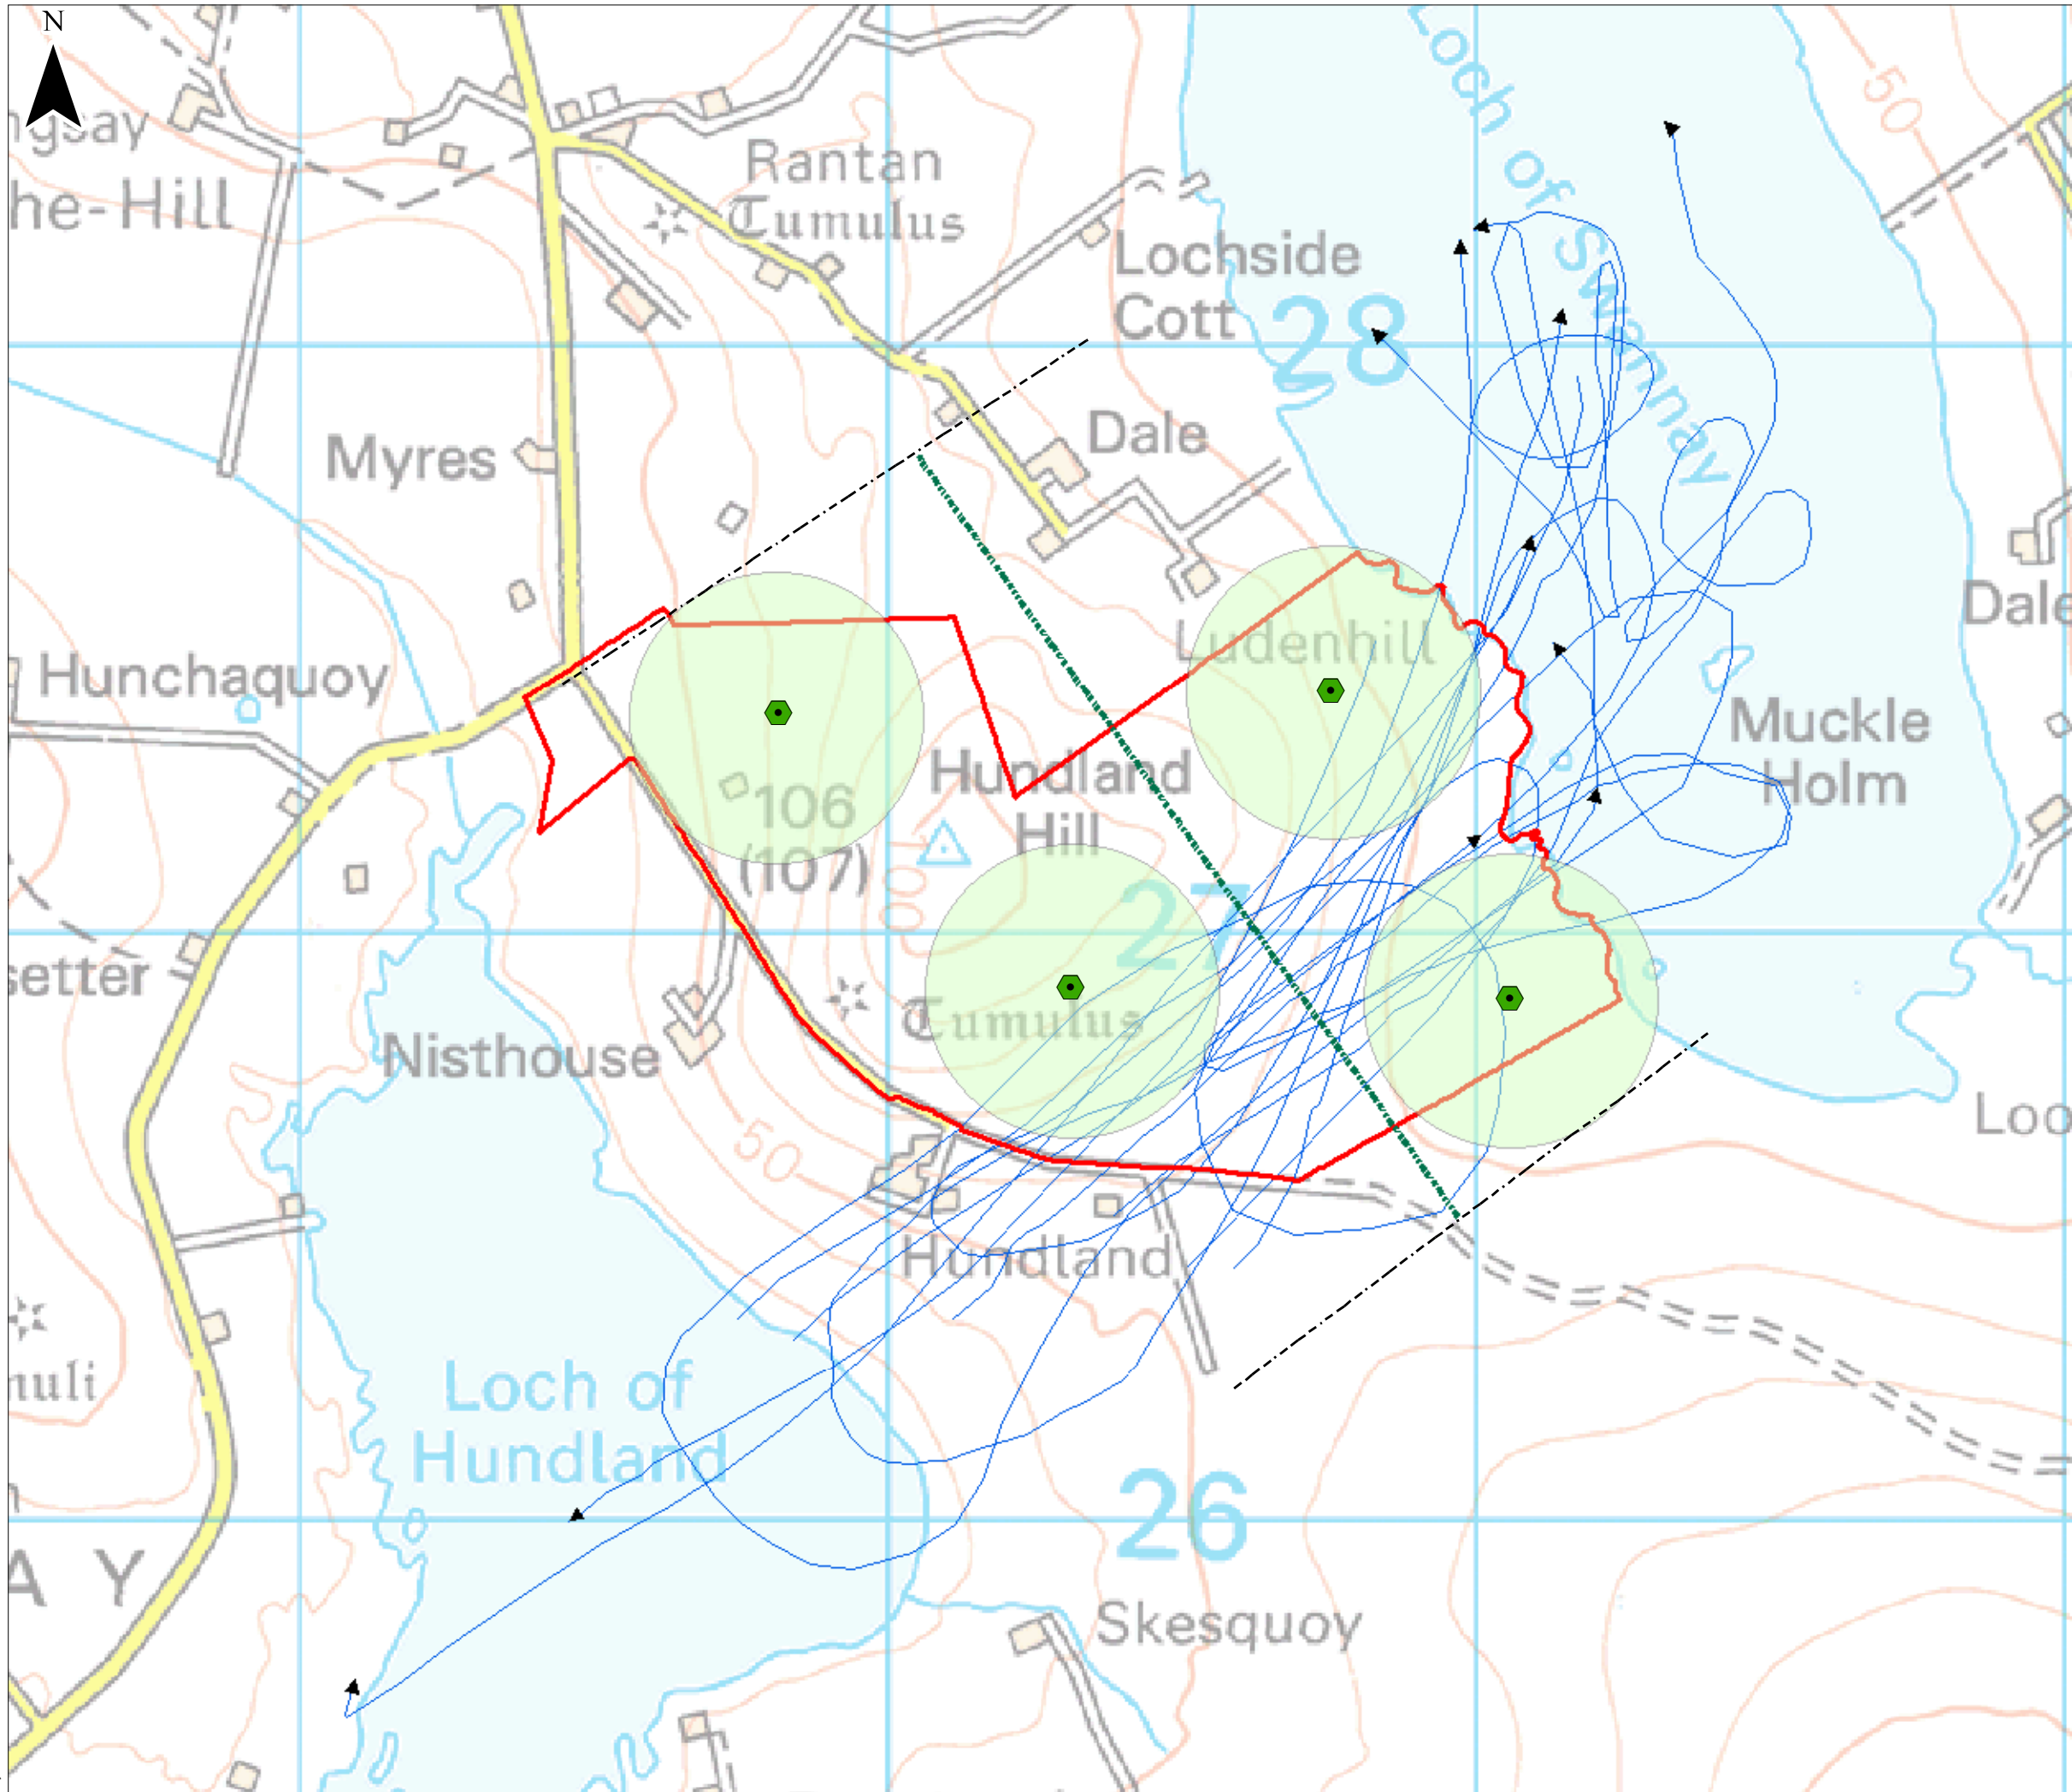 N
Loch of Swannay
50
Rantan
Tumulus
he-Hill
Lochside
Cott
28
Dale
Myres
Dale
Hunchaquoy
Ludenhill
Muckle
Holm
Hundland
Hill
106
(107)
100
27
setter
Tumulus
Nisthouse
Loo
50
Hundland
Loch of
Hundland
26
A Y
Skesquoy